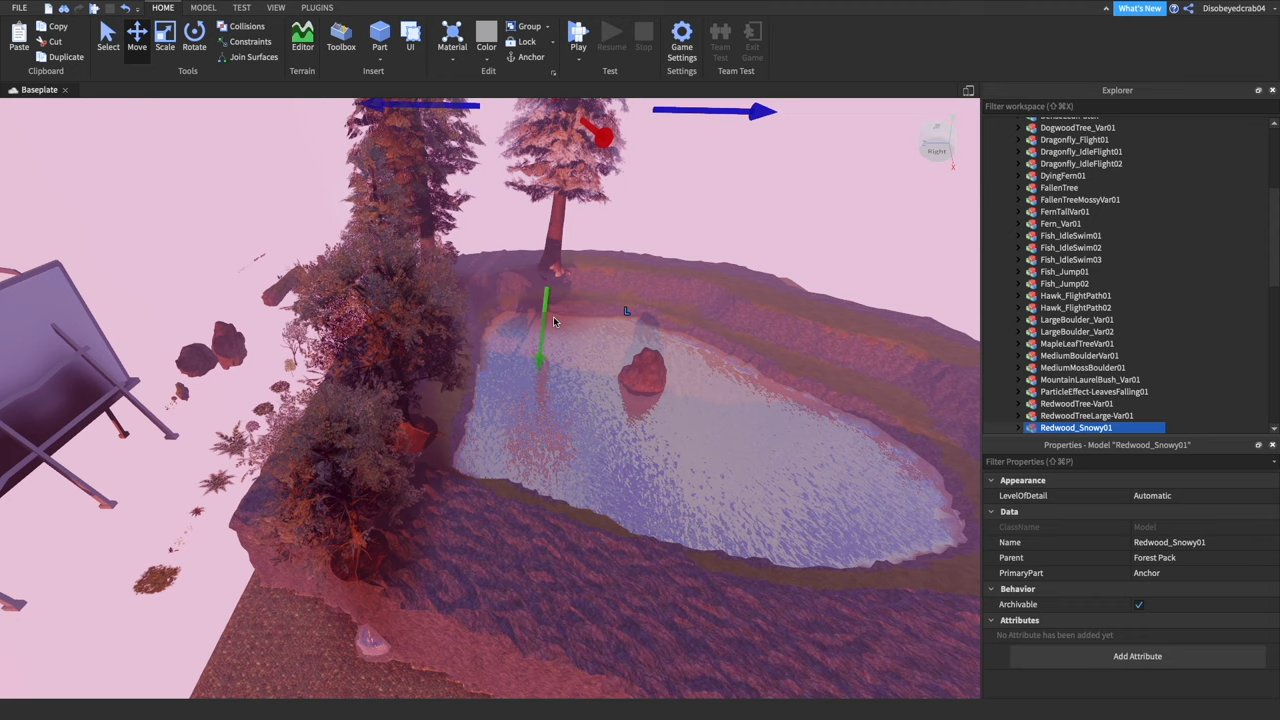 FILE HOME MODEL TEST VIEW PLUGINS What's New Disobeyedcrab04
Paste Copy Cut Duplicate Select Move Scale Rotate Collisions Constraints Join Surfaces Editor Toolbox Part UI Material Color Group Lock Anchor Play Resume Stop Game Settings Team Test Exit Game
Clipboard Tools Terrain Insert Edit Test Settings Team Test
Baseplate
Explorer
Filter workspace (⇧⌘X)
DogwoodTree_Var01
Dragonfly_Flight01
Dragonfly_IdleFlight01
Dragonfly_IdleFlight02
DyingFern01
FallenTree
FallenTreeMossyVar01
FernTallVar01
Fern_Var01
Fish_IdleSwim01
Fish_IdleSwim02
Fish_IdleSwim03
Fish_Jump01
Fish_Jump02
Hawk_FlightPath01
Hawk_FlightPath02
LargeBoulder_Var01
LargeBoulder_Var02
MapleLeafTreeVar01
MediumBoulderVar01
MediumMossBoulder01
MountainLaurelBush_Var01
ParticleEffect-LeavesFalling01
RedwoodTree-Var01
RedwoodTreeLarge-Var01
Redwood_Snowy01
Right
X
L
Properties - Model "Redwood_Snowy01"
Filter Properties (⇧⌘P)
Appearance
LevelOfDetail Automatic
Data
ClassName Model
Name Redwood_Snowy01
Parent Forest Pack
PrimaryPart Anchor
Behavior
Archivable
Attributes
No Attribute has been added yet
Add Attribute